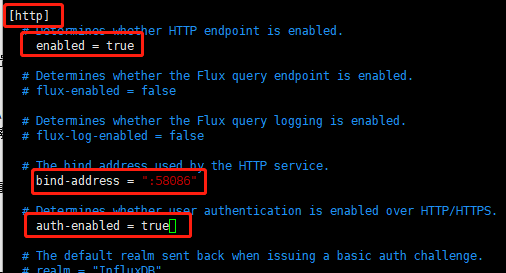 [http]
# Determines whether HTTP endpoint is enabled.
enabled = true
# Determines whether the Flux query endpoint is enabled.
# flux-enabled = false
# Determines whether the Flux query logging is enabled.
# flux-log-enabled = false
# The bind address used by the HTTP service.
bind-address = ":58086"
# Determines whether user authentication is enabled over HTTP/HTTPS.
auth-enabled = true
# The default realm sent back when issuing a basic auth challenge.
# realm = "InfluxDB"